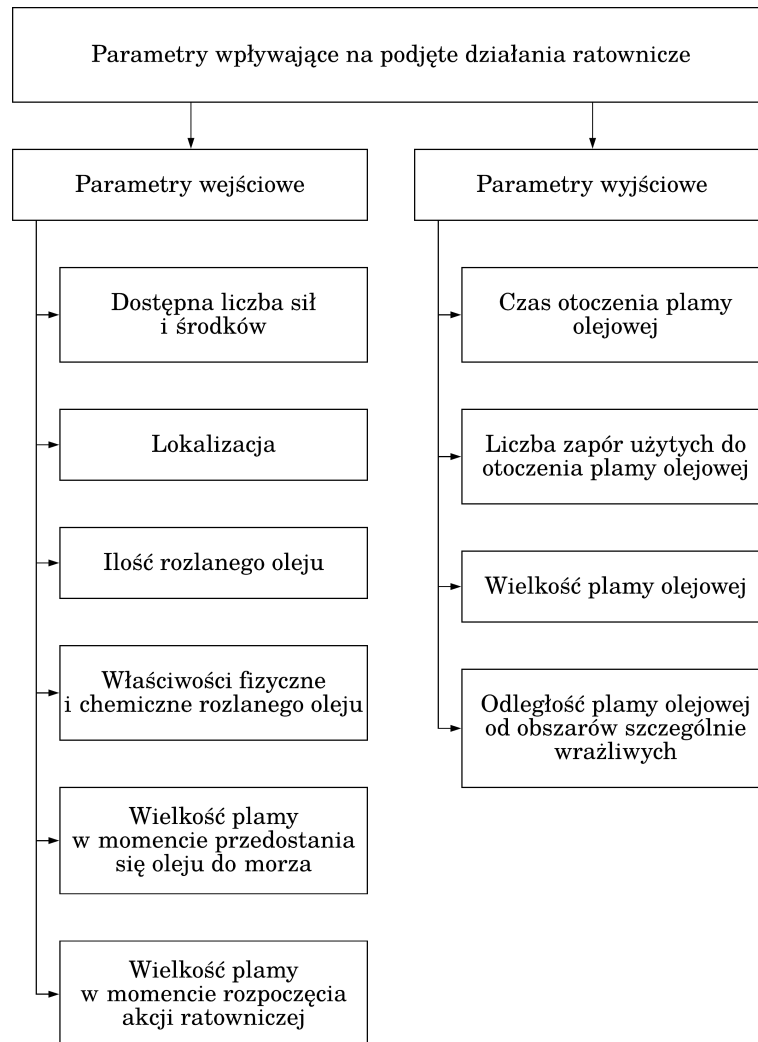 Parametry wpływające na podjęte działania ratownicze
Parametry wejściowe
Dostępna liczba sił
i środków
Lokalizacja
Ilość rozlanego oleju
Właściwości fizyczne
i chemiczne rozlanego oleju
Wielkość plamy
w momencie przedostania
się oleju do morza
Wielkość plamy
w momencie rozpoczęcia
akcji ratowniczej
Parametry wyjściowe
Czas otoczenia plamy
olejowej
Liczba zapór użytych do
otoczenia plamy olejowej
Wielkość plamy olejowej
Odległość plamy olejowej
od obszarów szczególnie
wrażliwych